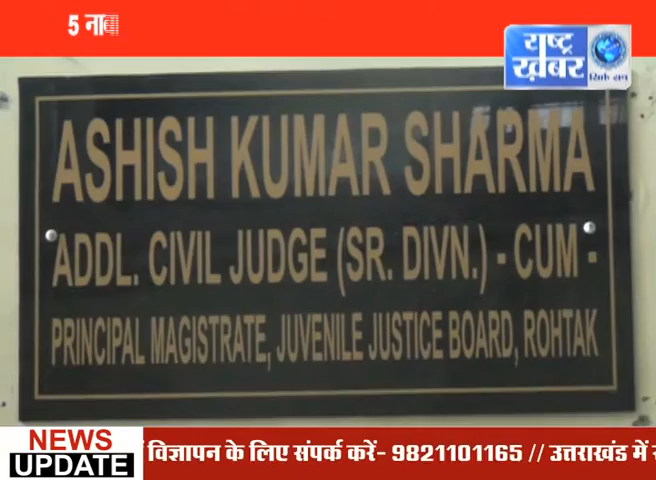 5
राष्ट्र
ख़बर
सिर्फ सच
ASHISH KUMAR SHARMA
ADDL. CIVIL JUDGE (SR. DIVN.) - CUM -
PRINCIPAL MAGISTRATE, JUVENILE JUSTICE BOARD, ROHTAK
NEWS
UPDATE
विज्ञापन के लिए संपर्क करें- 9821101165 // उत्तराखंड में